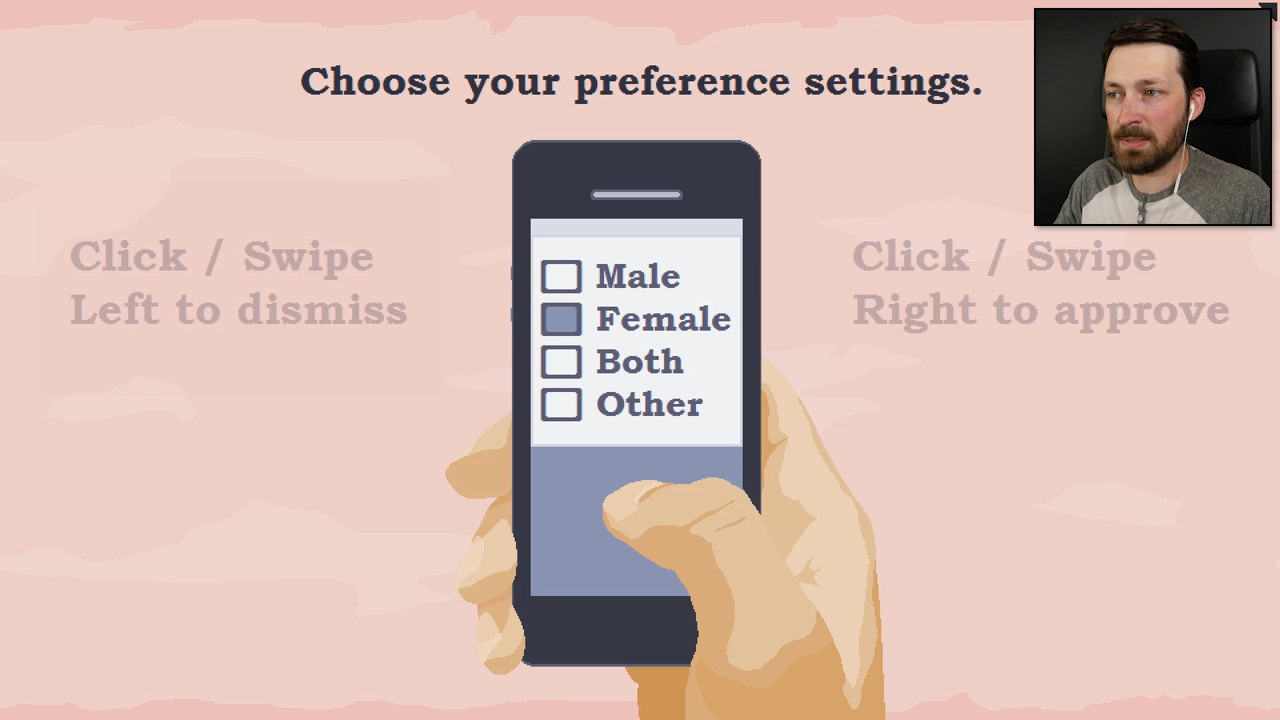 Choose your preference settings.
Click / Swipe
Left to dismiss
Male
Female
Both
Other
Click / Swipe
Right to approve